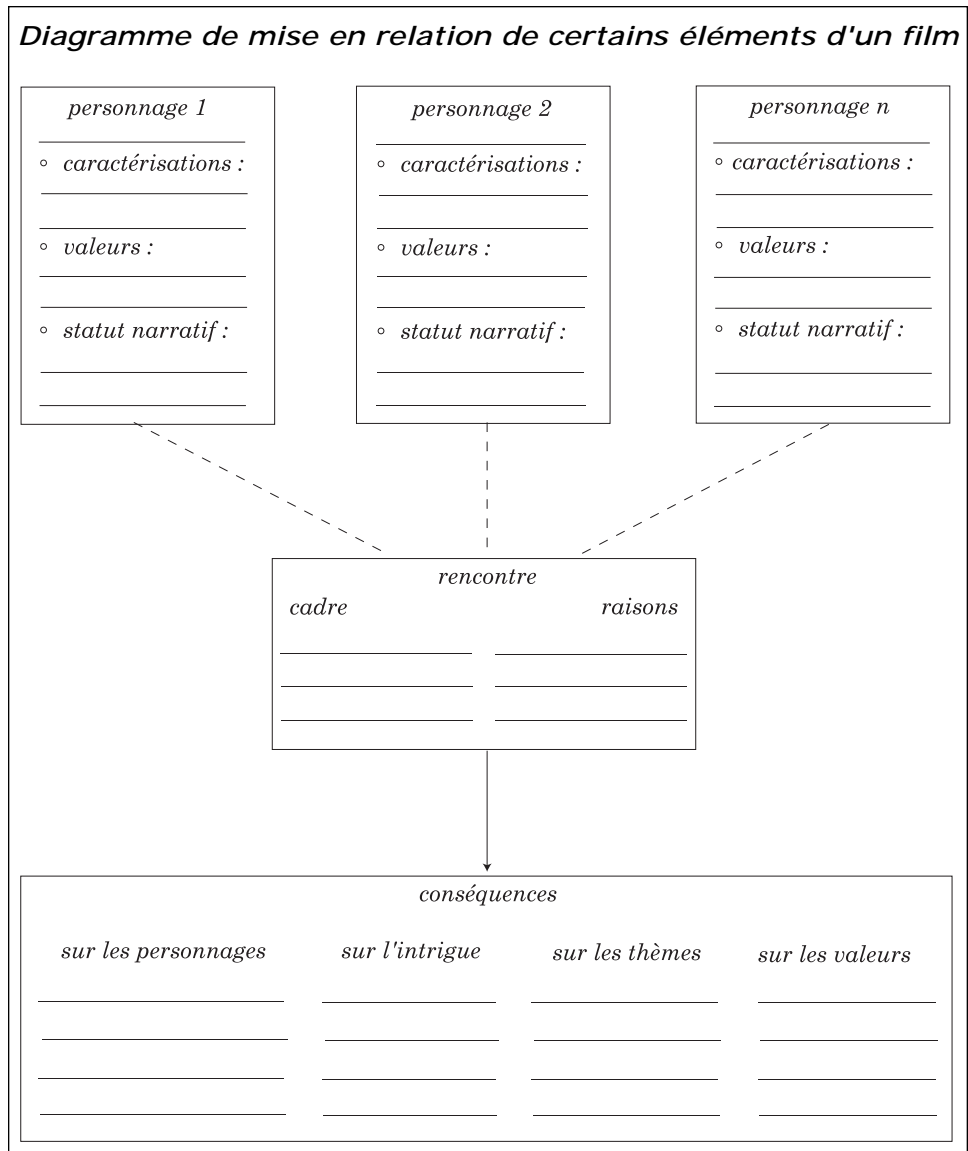 Diagramme de mise en relation de certains éléments d'un film
personnage 1
° caractérisations :
° valeurs :
° statut narratif :
personnage 2
° caractérisations :
° valeurs :
° statut narratif :
personnage n
° caractérisations :
° valeurs :
° statut narratif :
rencontre
cadre
raisons
conséquences
sur les personnages
sur l'intrigue
sur les thèmes
sur les valeurs